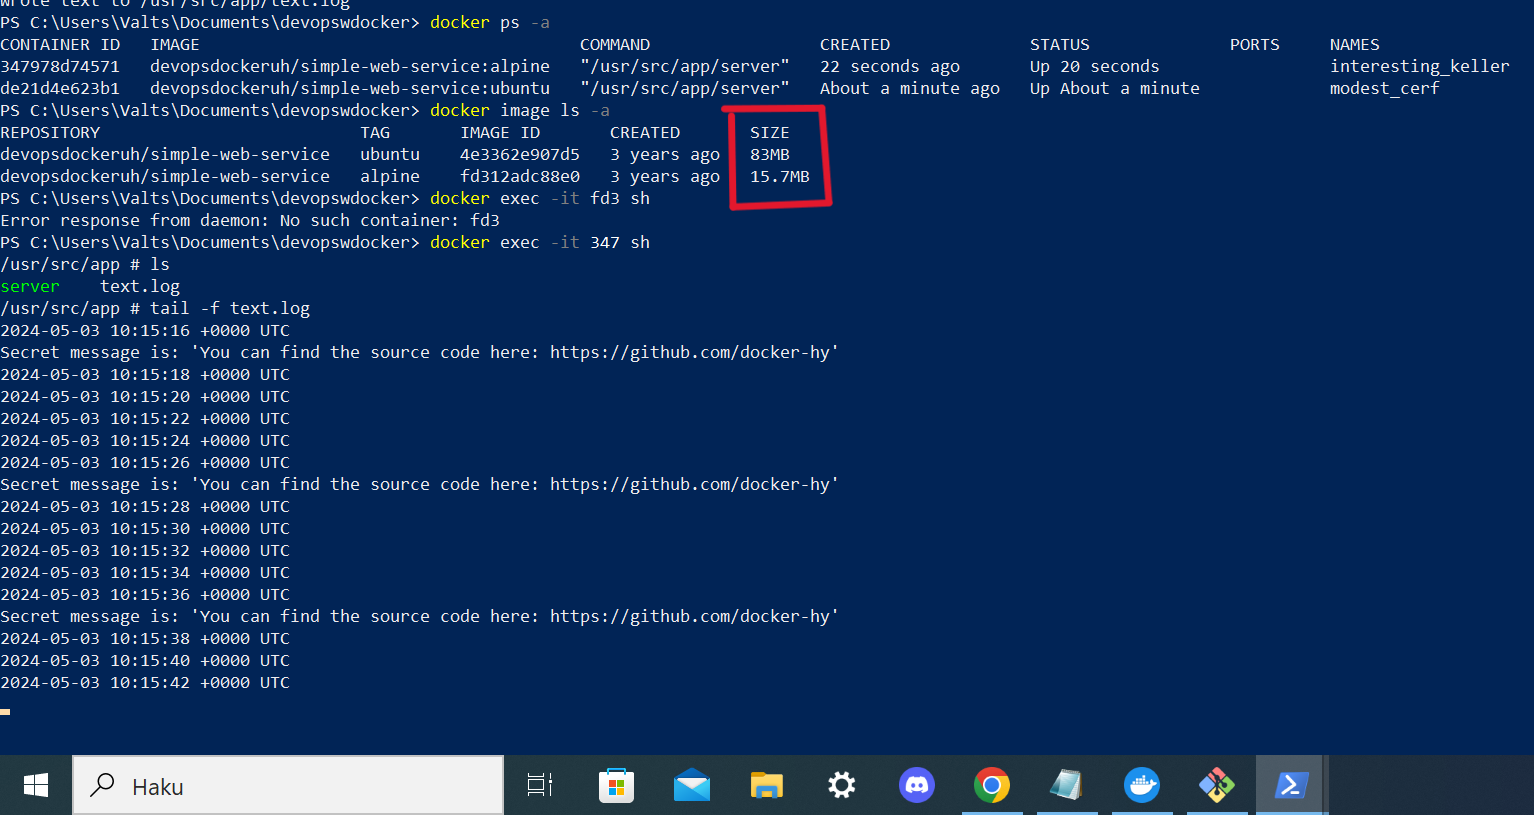 wrote text to /usr/src/app/text.log
PS C:\Users\Valts\Documents\devopswdocker> docker ps -a
CONTAINER ID   IMAGE                                      COMMAND                 CREATED              STATUS              PORTS     NAMES
347978d74571   devopsdockeruh/simple-web-service:alpine   "/usr/src/app/server"   22 seconds ago       Up 20 seconds                 interesting_keller
de21d4e623b1   devopsdockeruh/simple-web-service:ubuntu   "/usr/src/app/server"   About a minute ago   Up About a minute             modest_cerf
PS C:\Users\Valts\Documents\devopswdocker> docker image ls -a
REPOSITORY                          TAG       IMAGE ID       CREATED       SIZE
devopsdockeruh/simple-web-service   ubuntu    4e3362e907d5   3 years ago   83MB
devopsdockeruh/simple-web-service   alpine    fd312adc88e0   3 years ago   15.7MB
PS C:\Users\Valts\Documents\devopswdocker> docker exec -it fd3 sh
Error response from daemon: No such container: fd3
PS C:\Users\Valts\Documents\devopswdocker> docker exec -it 347 sh
/usr/src/app # ls
server    text.log
/usr/src/app # tail -f text.log
2024-05-03 10:15:16 +0000 UTC
Secret message is: 'You can find the source code here: https://github.com/docker-hy'
2024-05-03 10:15:18 +0000 UTC
2024-05-03 10:15:20 +0000 UTC
2024-05-03 10:15:22 +0000 UTC
2024-05-03 10:15:24 +0000 UTC
2024-05-03 10:15:26 +0000 UTC
Secret message is: 'You can find the source code here: https://github.com/docker-hy'
2024-05-03 10:15:28 +0000 UTC
2024-05-03 10:15:30 +0000 UTC
2024-05-03 10:15:32 +0000 UTC
2024-05-03 10:15:34 +0000 UTC
2024-05-03 10:15:36 +0000 UTC
Secret message is: 'You can find the source code here: https://github.com/docker-hy'
2024-05-03 10:15:38 +0000 UTC
2024-05-03 10:15:40 +0000 UTC
2024-05-03 10:15:42 +0000 UTC
Haku